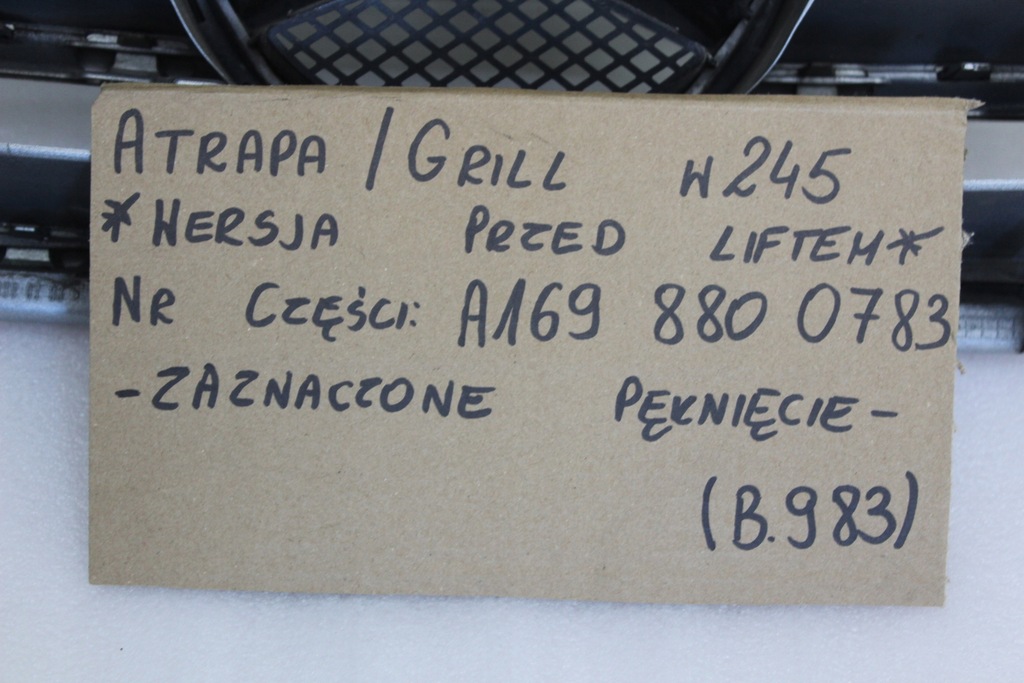 ATRAPA / GRILL W245
*WERSJA PRZED LIFTEM*
NR CZĘŚCI: A169 880 0783
-ZAZNACZONE PĘKNIĘCIE-
(B.983)